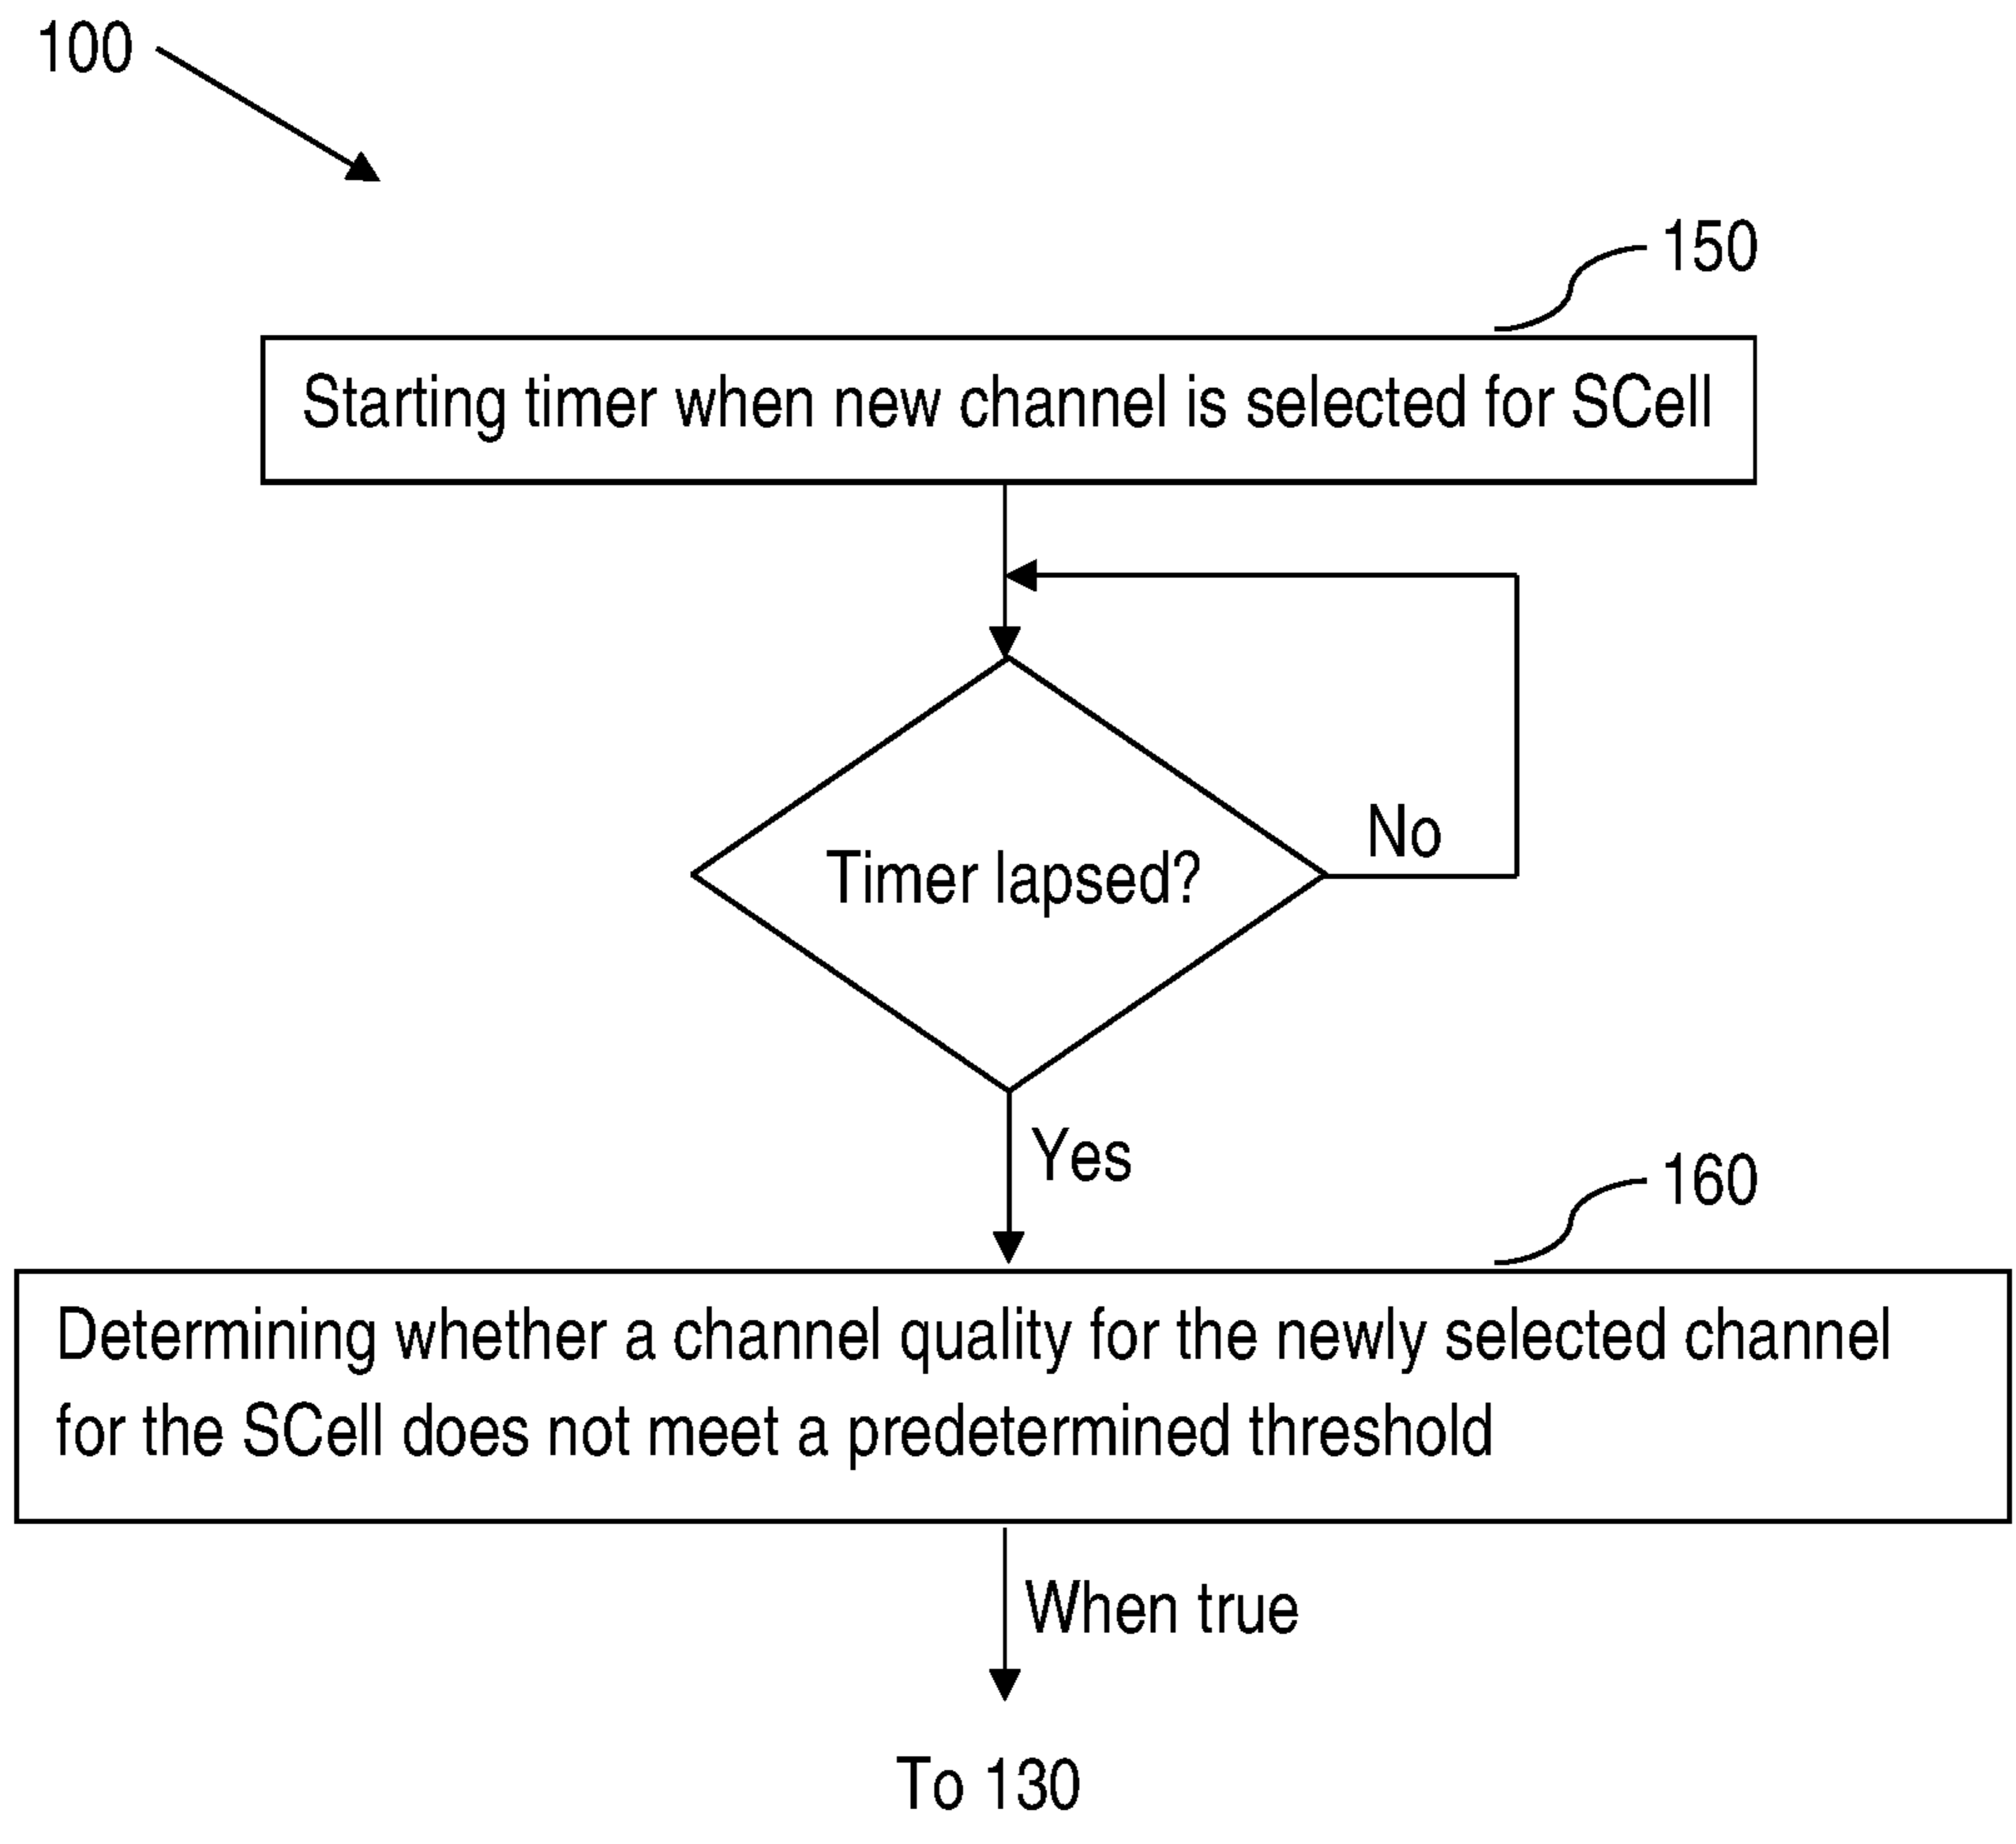 100
150
Starting timer when new channel is selected for SCell
No
Timer lapsed?
Yes
160
Determining whether a channel quality for the newly selected channel
for the SCell does not meet a predetermined threshold
When true
To 130